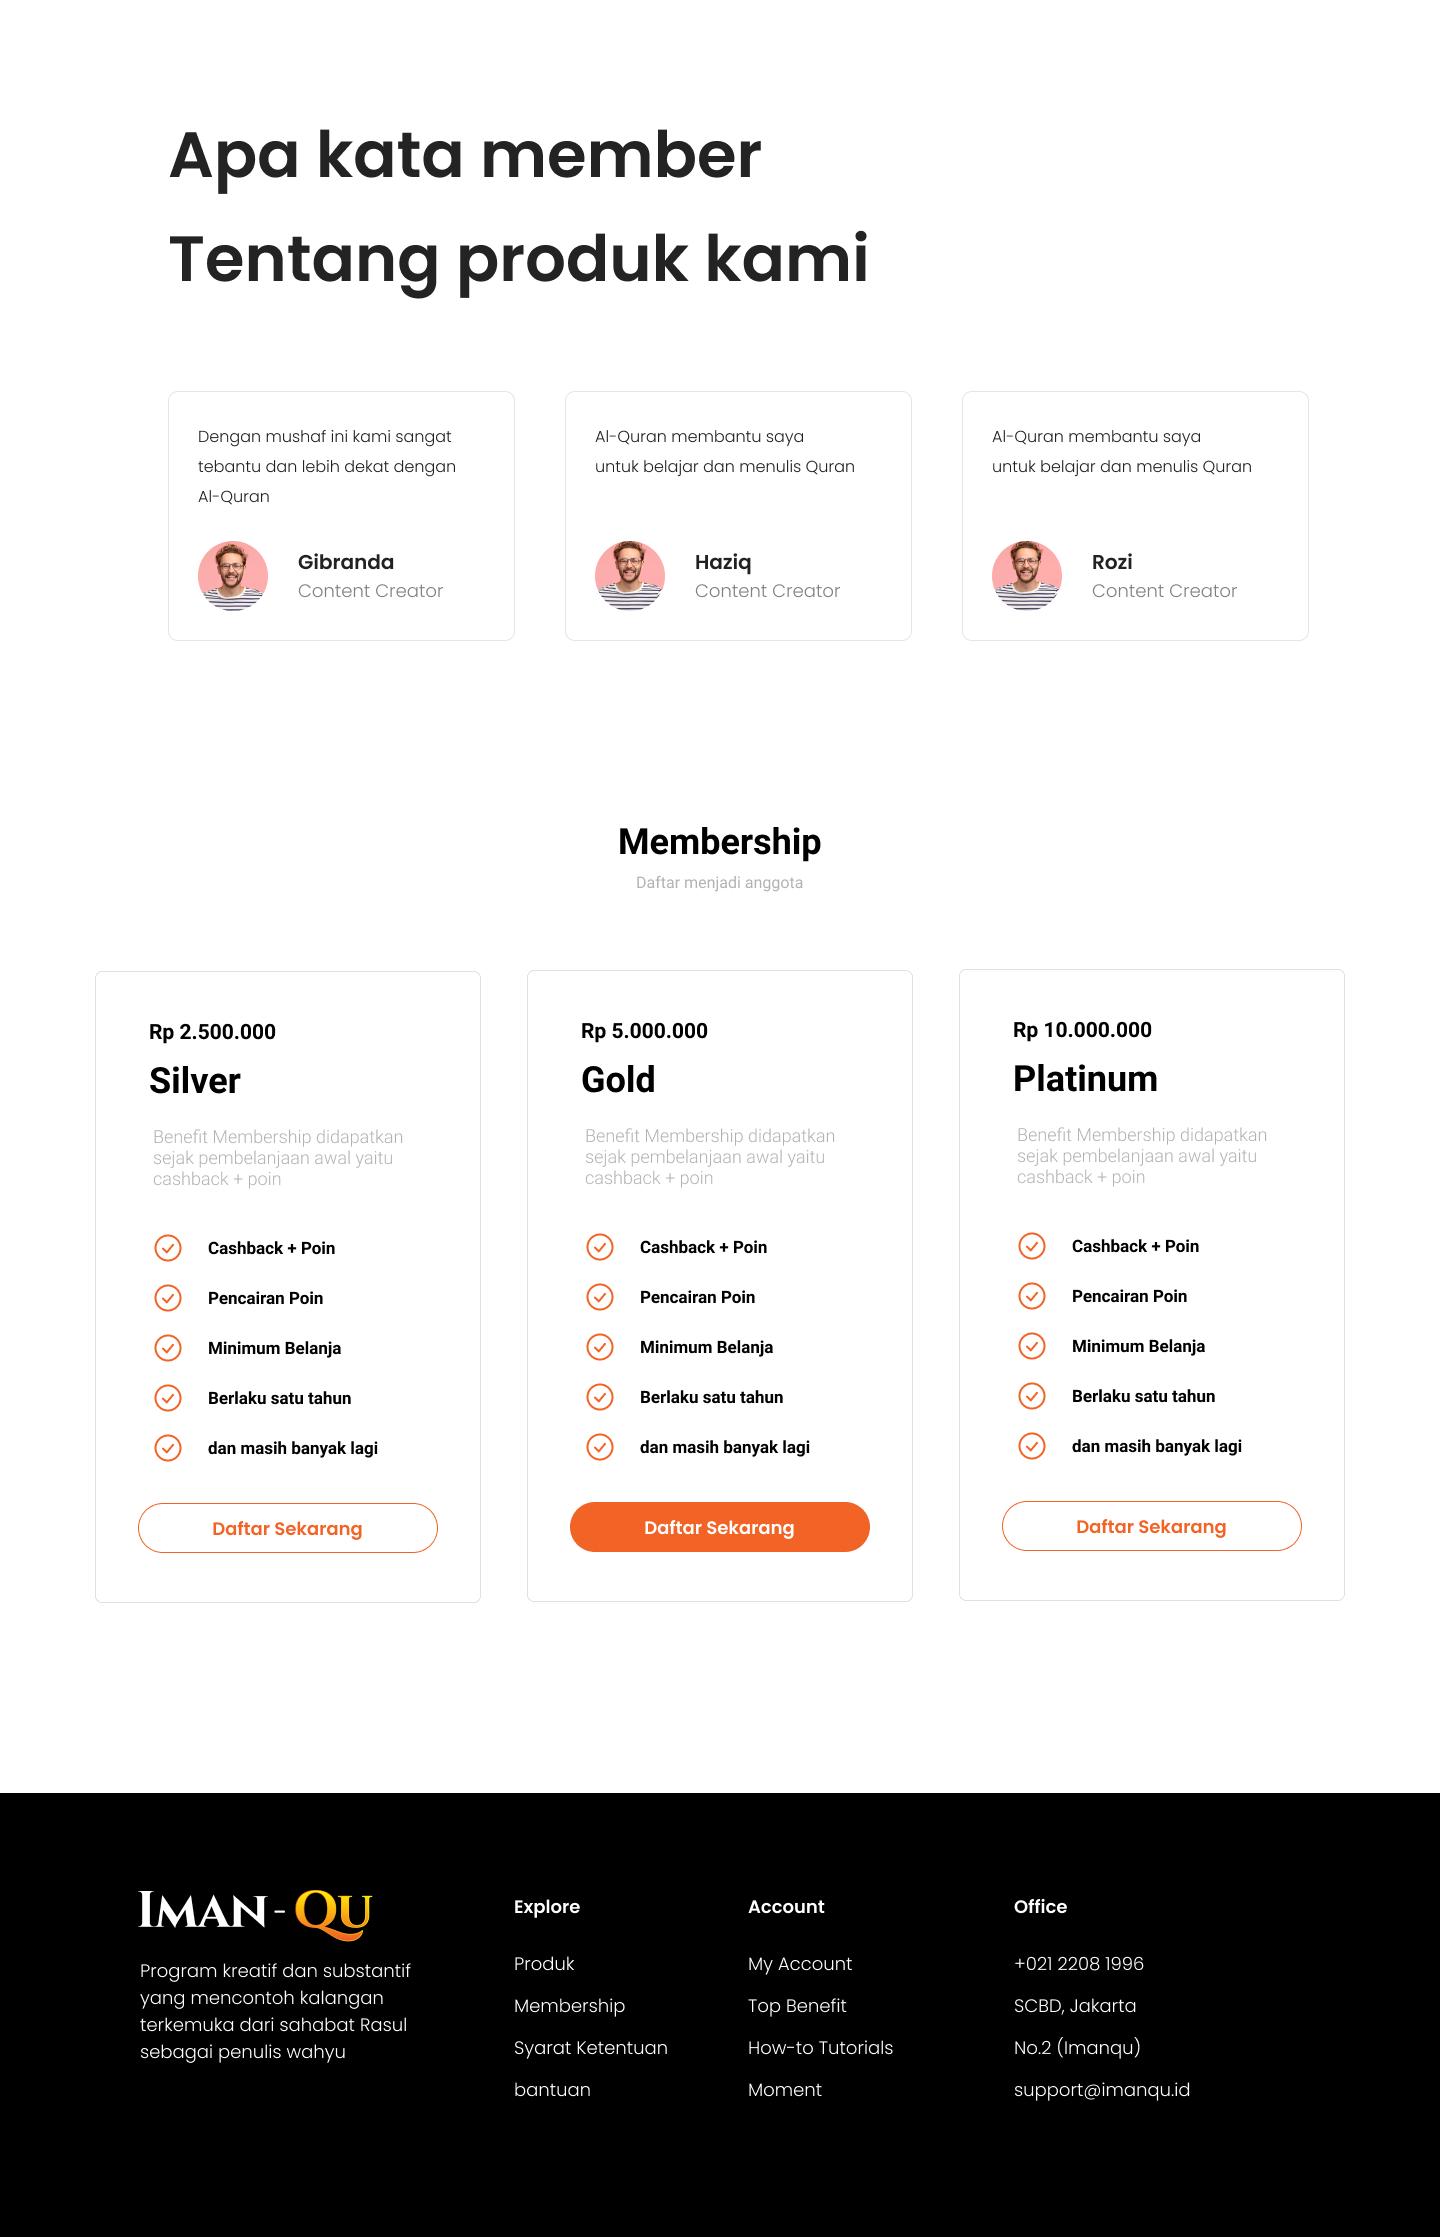 Apa kata member
Tentang produk kami
Dengan mushaf ini kami sangat
tebantu dan lebih dekat dengan
Al-Quran
Gibranda
Content Creator
Al-Quran membantu saya
untuk belajar dan menulis Quran
Haziq
Content Creator
Al-Quran membantu saya
untuk belajar dan menulis Quran
Rozi
Content Creator
Membership
Daftar menjadi anggota
Rp 2.500.000
Silver
Benefit Membership didapatkan
sejak pembelanjaan awal yaitu
cashback + poin
Cashback + Poin
Pencairan Poin
Minimum Belanja
Berlaku satu tahun
dan masih banyak lagi
Daftar Sekarang
Rp 5.000.000
Gold
Benefit Membership didapatkan
sejak pembelanjaan awal yaitu
cashback + poin
Cashback + Poin
Pencairan Poin
Minimum Belanja
Berlaku satu tahun
dan masih banyak lagi
Daftar Sekarang
Rp 10.000.000
Platinum
Benefit Membership didapatkan
sejak pembelanjaan awal yaitu
cashback + poin
Cashback + Poin
Pencairan Poin
Minimum Belanja
Berlaku satu tahun
dan masih banyak lagi
Daftar Sekarang
IMAN - QU
Program kreatif dan substantif
yang mencontoh kalangan
terkemuka dari sahabat Rasul
sebagai penulis wahyu
Explore
Produk
Membership
Syarat Ketentuan
bantuan
Account
My Account
Top Benefit
How-to Tutorials
Moment
Office
+021 2208 1996
SCBD, Jakarta
No.2 (Imanqu)
support@imanqu.id